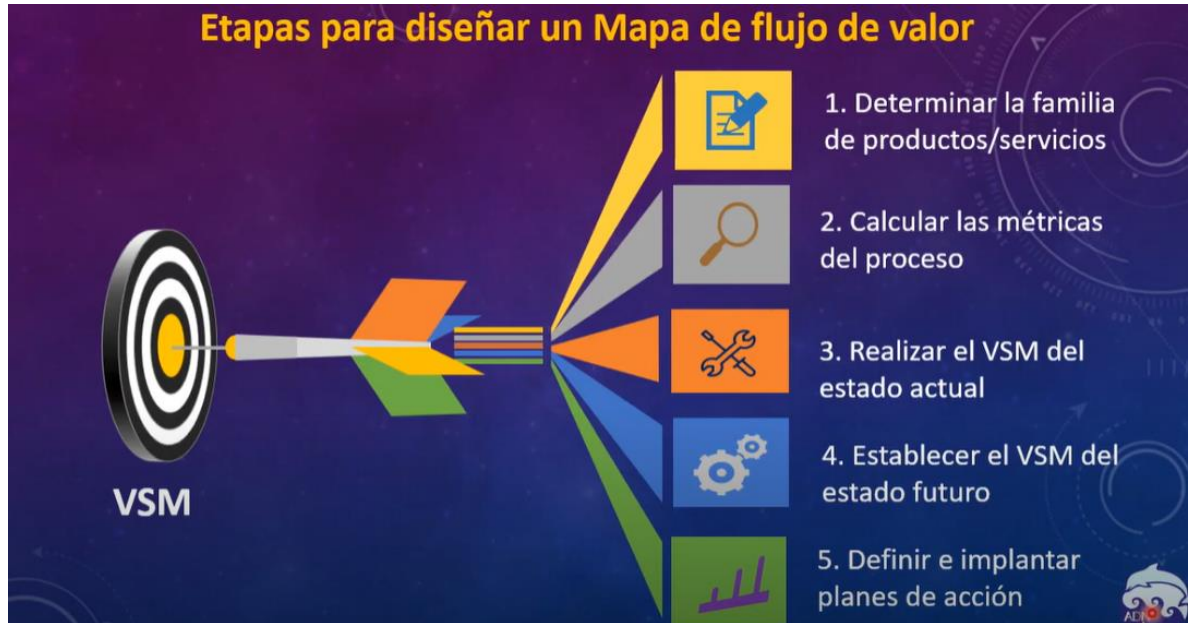 Etapas para diseñar un Mapa de flujo de valor
1. Determinar la familia
de productos/servicios
2. Calcular las métricas
del proceso
3. Realizar el VSM del
estado actual
4. Establecer el VSM del
estado futuro
5. Definir e implantar
planes de acción
VSM